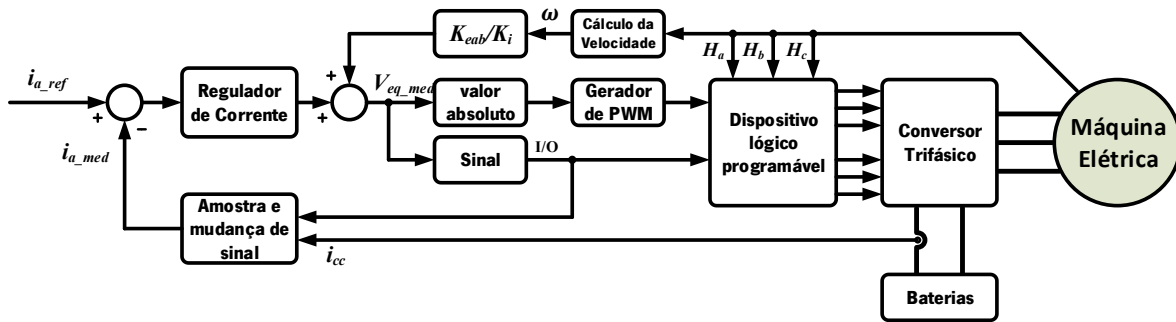 K_eab/K_i
ω
Cálculo da
Velocidade
H_a
H_b
H_c
i_a_ref
+
−
Regulador
de Corrente
+
+
V_eq_med
valor
absoluto
Gerador
de PWM
Sinal
I/O
Dispositivo
lógico
programável
Conversor
Trifásico
Máquina
Elétrica
i_a_med
Amostra e
mudança de
sinal
i_cc
Baterias